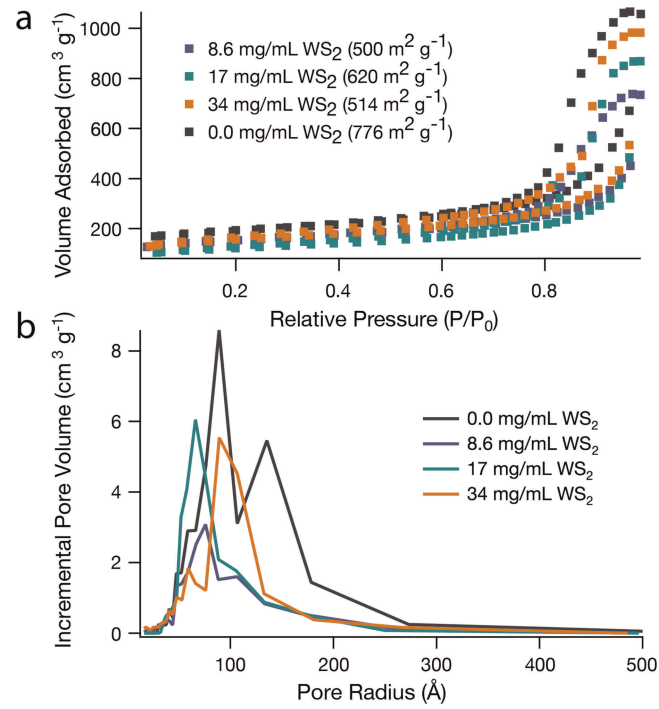 a
Volume Adsorbed (cm³ g⁻¹)
1000
800
600
400
200
8.6 mg/mL WS₂ (500 m² g⁻¹)
17 mg/mL WS₂ (620 m² g⁻¹)
34 mg/mL WS₂ (514 m² g⁻¹)
0.0 mg/mL WS₂ (776 m² g⁻¹)
0.2 0.4 0.6 0.8
Relative Pressure (P/P₀)
b
Incremental Pore Volume (cm³ g⁻¹)
8
6
4
2
0
0.0 mg/mL WS₂
8.6 mg/mL WS₂
17 mg/mL WS₂
34 mg/mL WS₂
100 200 300 400 500
Pore Radius (Å)